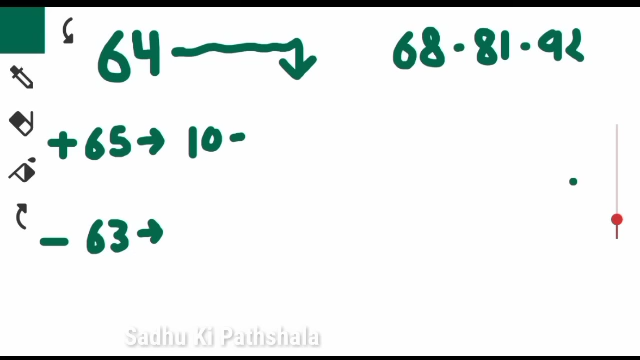 64 → 68 · 81 · 92
+ 65 → 10 -
- 63 →
Sadhu Ki Pathshala